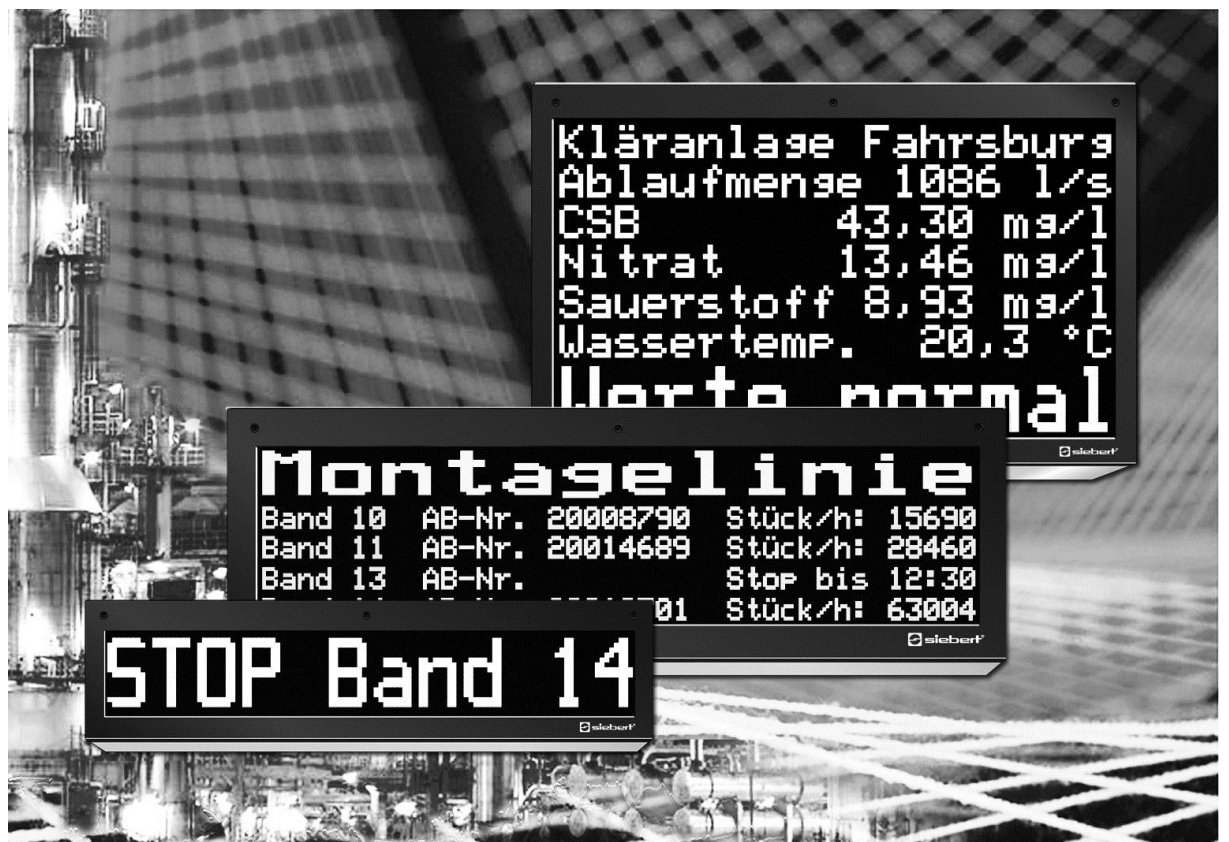 Kläranlage Fahrsburg
Ablaufmenge 1086 l/s
CSB 43,30 mg/l
Nitrat 13,46 mg/l
Sauerstoff 8,93 mg/l
Wassertemp. 20,3 °C
Werte normal
siebert
Montagelinie
Band 10 AB-Nr. 20008790 Stück/h: 15690
Band 11 AB-Nr. 20014689 Stück/h: 28460
Band 13 AB-Nr. Stop bis 12:30
Stück/h: 63004
siebert
STOP Band 14
siebert